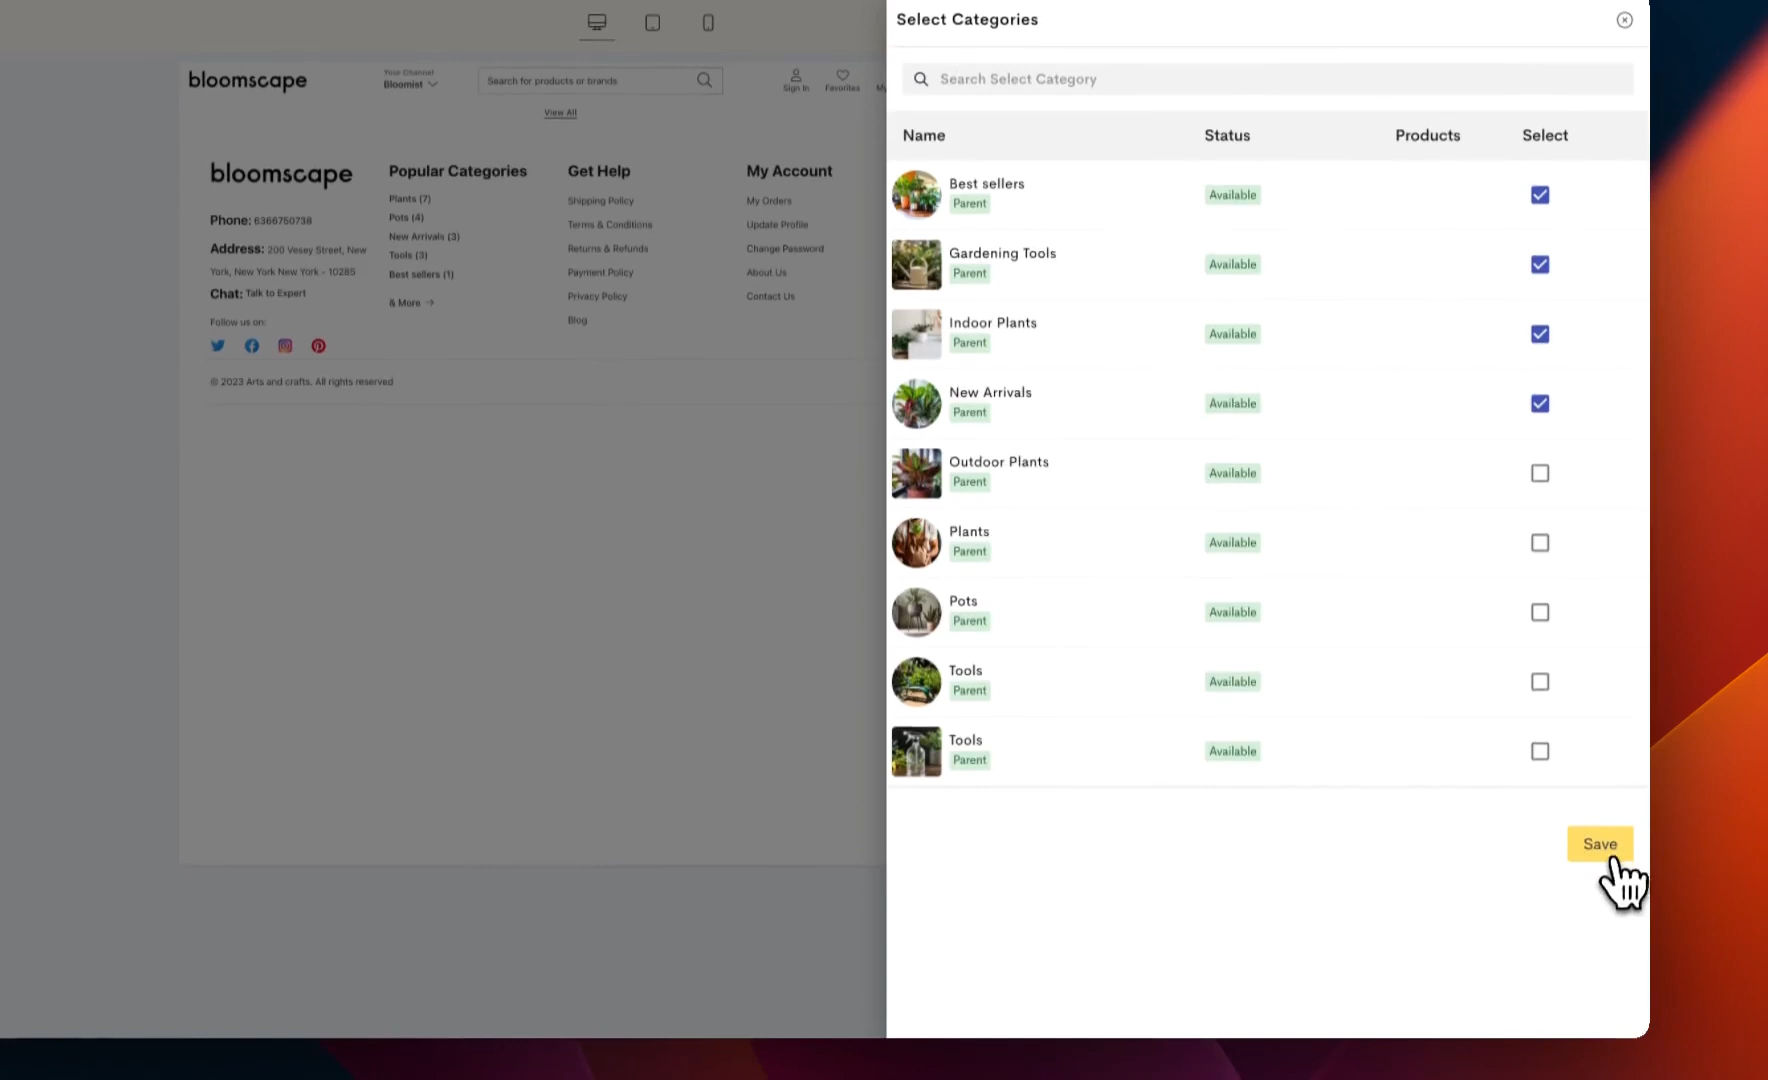 Select Categories
bloomscape
Your Channel
Bloomist
Search for products or brands
Sign In
Favorites
My
View All
Search Select Category
Name Status Products Select
bloomscape
Phone: 6366750738
Address: 200 Vesey Street, New
York, New York New York - 10285
Chat: Talk to Expert
Follow us on:
© 2023 Arts and crafts. All rights reserved
Popular Categories
Plants (7)
Pots (4)
New Arrivals (3)
Tools (3)
Best sellers (1)
& More →
Get Help
Shipping Policy
Terms & Conditions
Returns & Refunds
Payment Policy
Privacy Policy
Blog
My Account
My Orders
Update Profile
Change Password
About Us
Contact Us
Best sellers
Parent
Available
Gardening Tools
Parent
Available
Indoor Plants
Parent
Available
New Arrivals
Parent
Available
Outdoor Plants
Parent
Available
Plants
Parent
Available
Pots
Parent
Available
Tools
Parent
Available
Tools
Parent
Available
Save